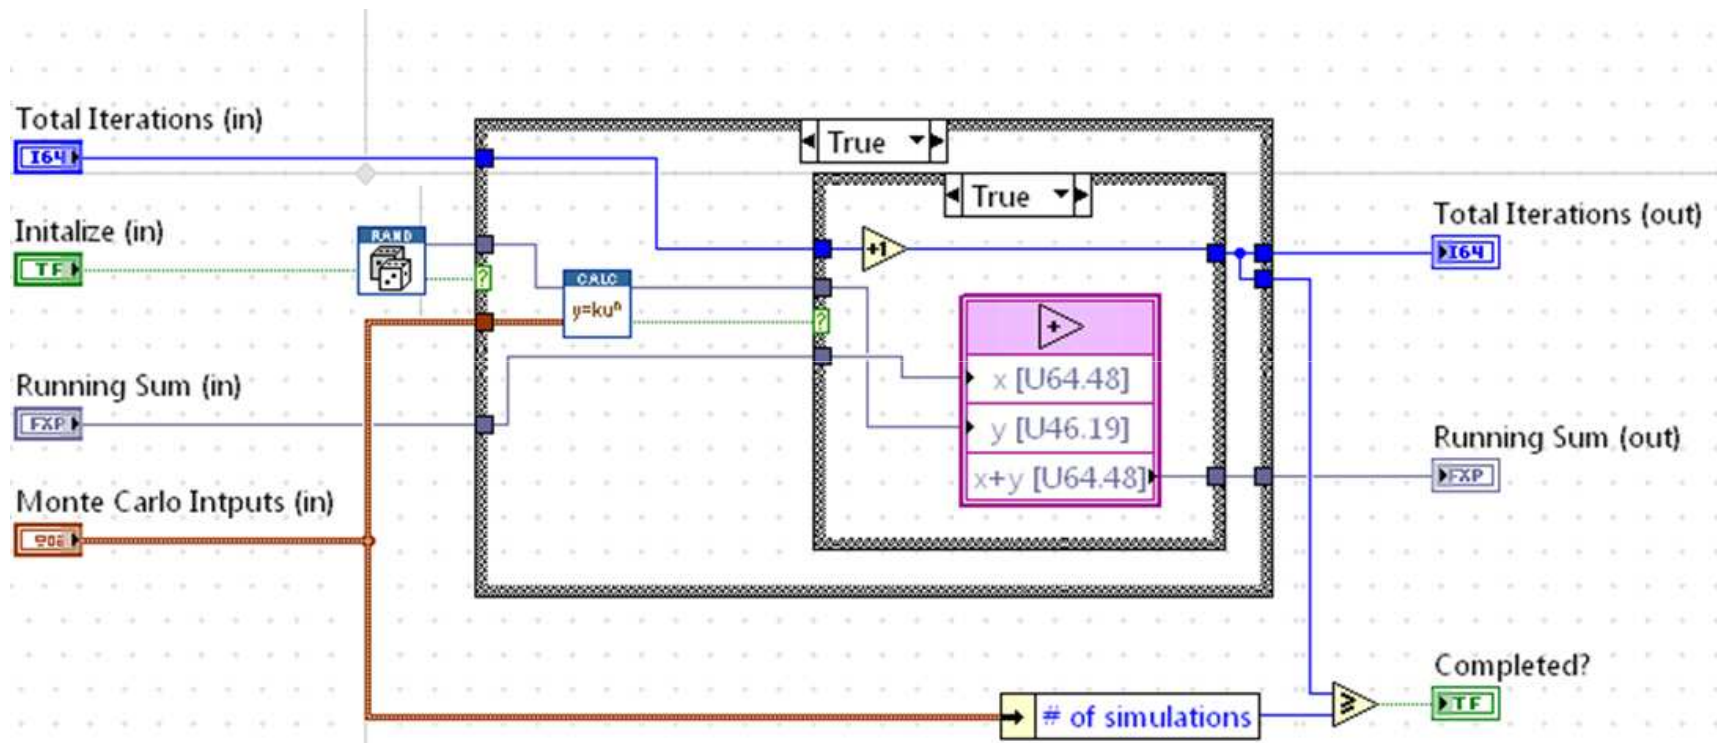 Total Iterations (in)
I64
True
True
Initalize (in)
TF
RAND
?
+1
Total Iterations (out)
I64
CALC
y=kuⁿ
?
+
x [U64.48]
y [U46.19]
x+y [U64.48]
Running Sum (in)
FXP
Running Sum (out)
FXP
Monte Carlo Intputs (in)
Completed?
# of simulations
≥
TF